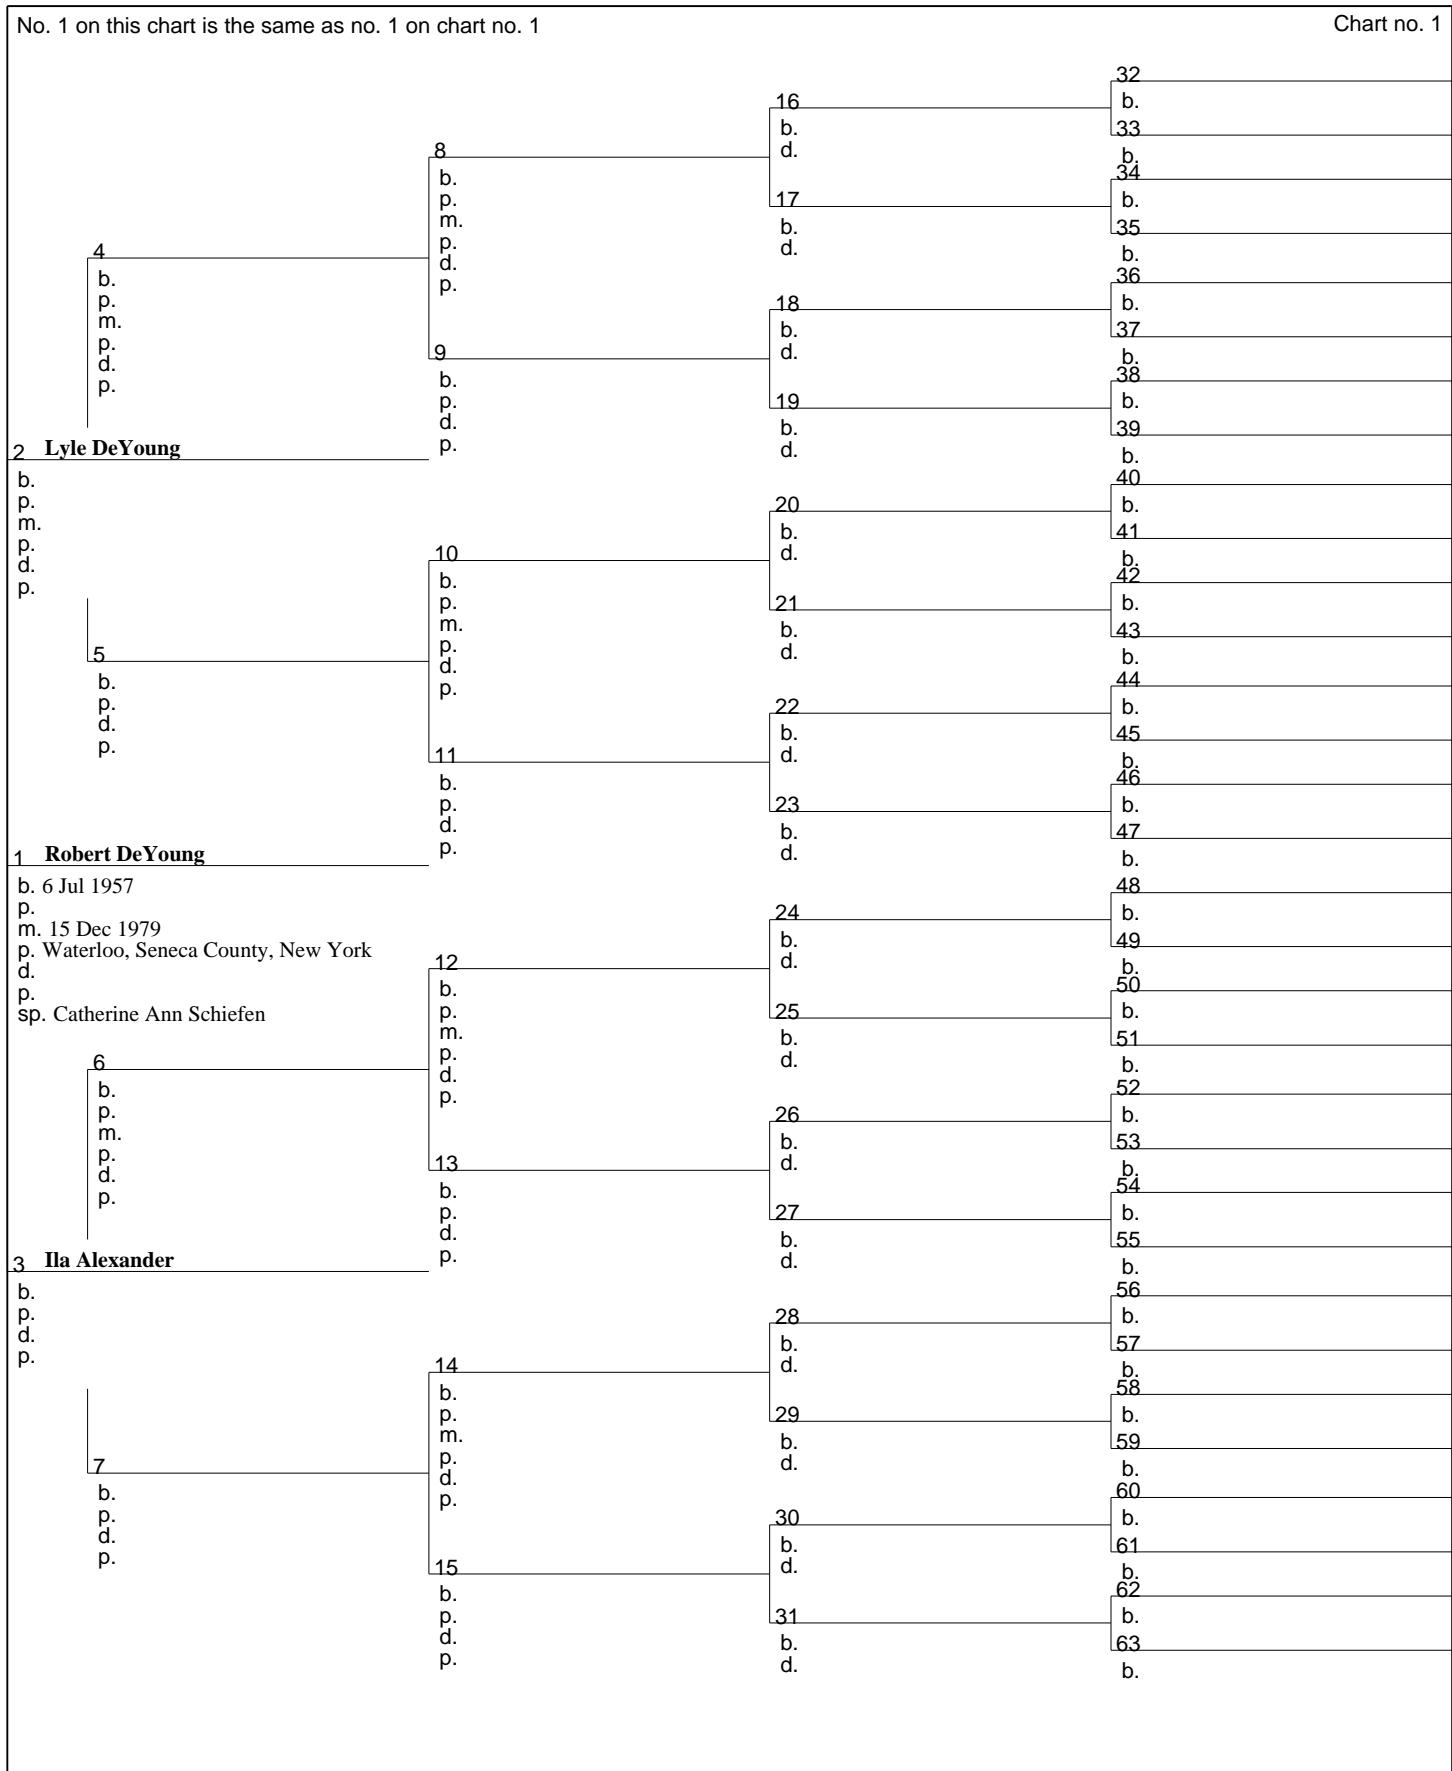 No. 1 on this chart is the same as no. 1 on chart no. 1
Chart no. 1
2 Lyle DeYoung
b.
p.
m.
p.
d.
p.
1 Robert DeYoung
b. 6 Jul 1957
p.
m. 15 Dec 1979
p. Waterloo, Seneca County, New York
d.
p.
sp. Catherine Ann Schiefen
3 Ila Alexander
b.
p.
d.
p.
4
b.
p.
m.
p.
d.
p.
5
b.
p.
d.
p.
6
b.
p.
m.
p.
d.
p.
7
b.
p.
d.
p.
8
b.
p.
m.
p.
d.
p.
9
b.
p.
d.
p.
10
b.
p.
m.
p.
d.
p.
11
b.
p.
d.
p.
12
b.
p.
m.
p.
d.
p.
13
b.
p.
d.
p.
14
b.
p.
m.
p.
d.
p.
15
b.
p.
d.
p.
16
b.
d.
17
b.
d.
18
b.
d.
19
b.
d.
20
b.
d.
21
b.
d.
22
b.
d.
23
b.
d.
24
b.
d.
25
b.
d.
26
b.
d.
27
b.
d.
28
b.
d.
29
b.
d.
30
b.
d.
31
b.
d.
32
b.
33
b.
34
b.
35
b.
36
b.
37
b.
38
b.
39
b.
40
b.
41
b.
42
b.
43
b.
44
b.
45
b.
46
b.
47
b.
48
b.
49
b.
50
b.
51
b.
52
b.
53
b.
54
b.
55
b.
56
b.
57
b.
58
b.
59
b.
60
b.
61
b.
62
b.
63
b.